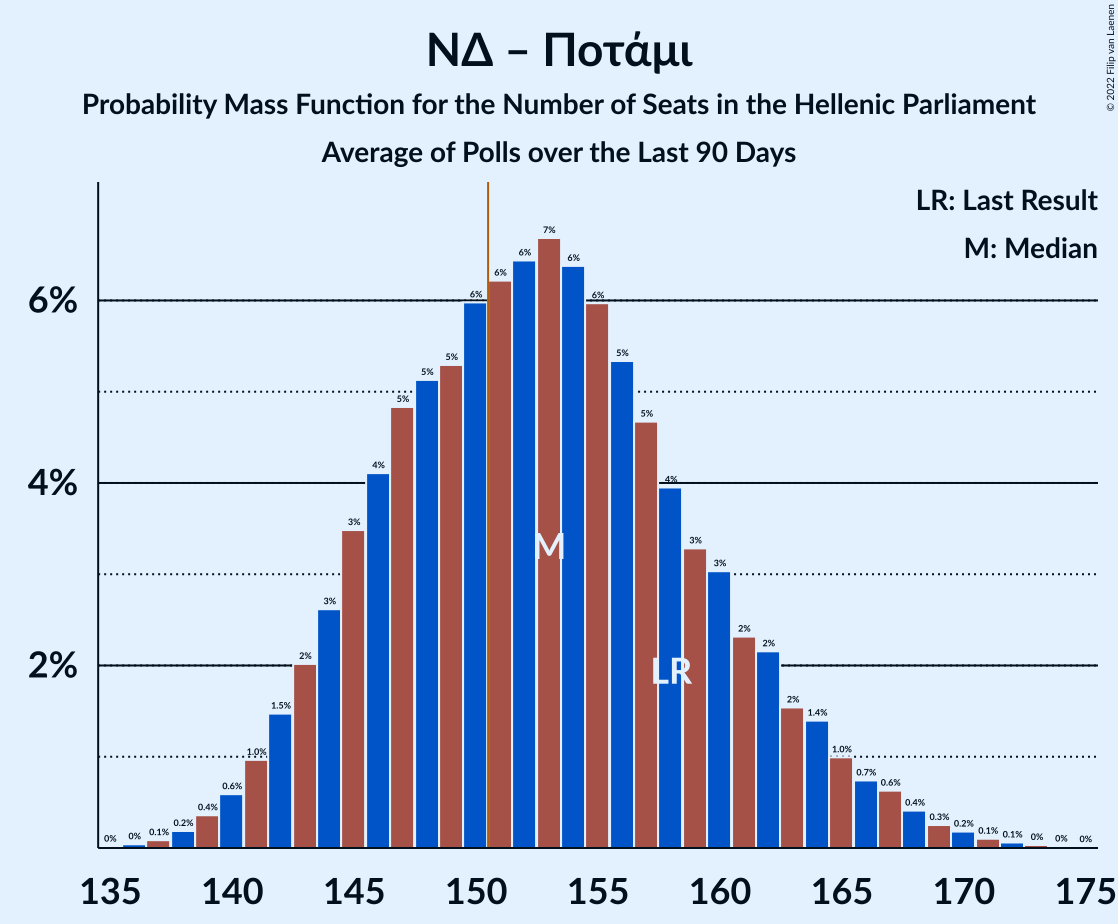 ΝΔ – Ποτάμι
Probability Mass Function for the Number of Seats in the Hellenic Parliament
Average of Polls over the Last 90 Days
© 2022 Filip van Laenen
LR: Last Result
M: Median
6%
4%
2%
0% 0% 0.1% 0.2% 0.4% 0.6% 1.0% 1.5% 2% 3% 3% 4% 5% 5% 5% 6% 6% 6% 7% 6% 6% 5% 5% 4% 3% 3% 2% 2% 2% 1.4% 1.0% 0.7% 0.6% 0.4% 0.3% 0.2% 0.1% 0.1% 0% 0% 0%
M
LR
135 140 145 150 155 160 165 170 175